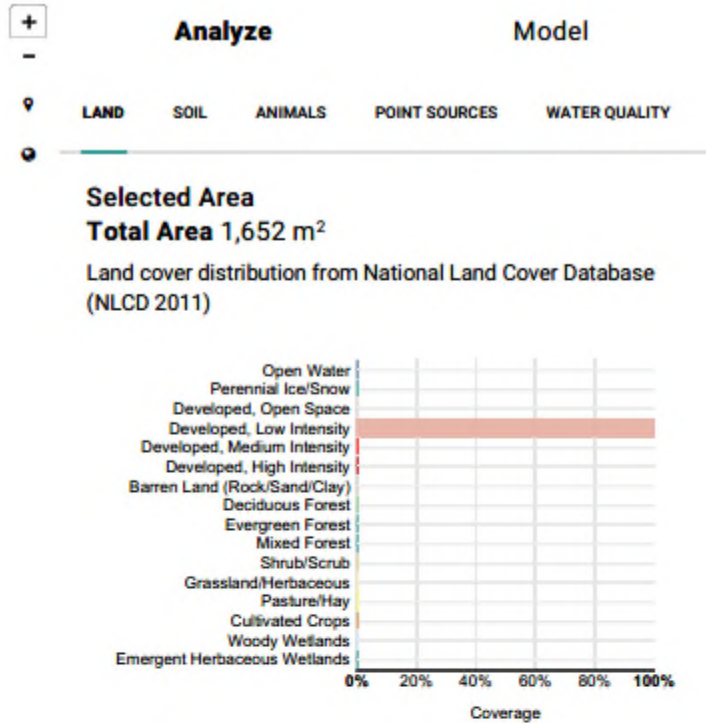 +
Analyze Model
−
LAND SOIL ANIMALS POINT SOURCES WATER QUALITY
Selected Area
Total Area 1,652 m²
Land cover distribution from National Land Cover Database
(NLCD 2011)
Open Water
Perennial Ice/Snow
Developed, Open Space
Developed, Low Intensity
Developed, Medium Intensity
Developed, High Intensity
Barren Land (Rock/Sand/Clay)
Deciduous Forest
Evergreen Forest
Mixed Forest
Shrub/Scrub
Grassland/Herbaceous
Pasture/Hay
Cultivated Crops
Woody Wetlands
Emergent Herbaceous Wetlands
0% 20% 40% 60% 80% 100%
Coverage